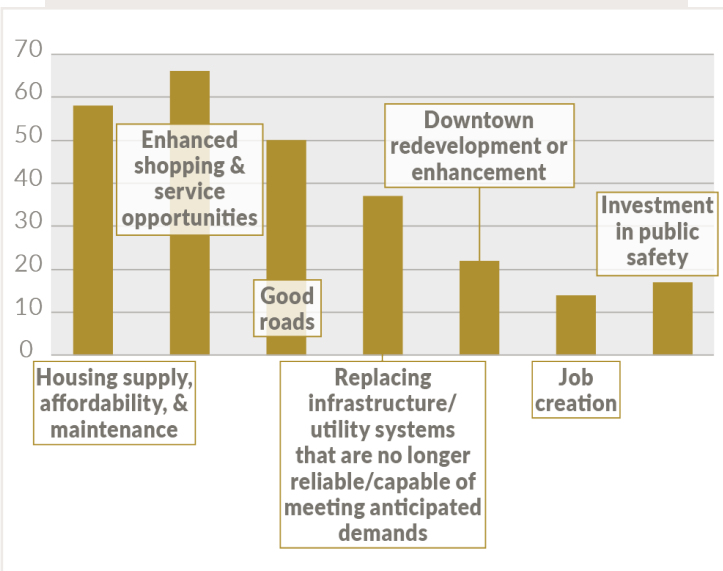 70
60
50
40
30
20
10
0
Enhanced
shopping &
service
opportunities
Good
roads
Downtown
redevelopment or
enhancement
Investment
in public
safety
Housing supply,
affordability, &
maintenance
Replacing
infrastructure/
utility systems
that are no longer
reliable/capable of
meeting anticipated
demands
Job
creation